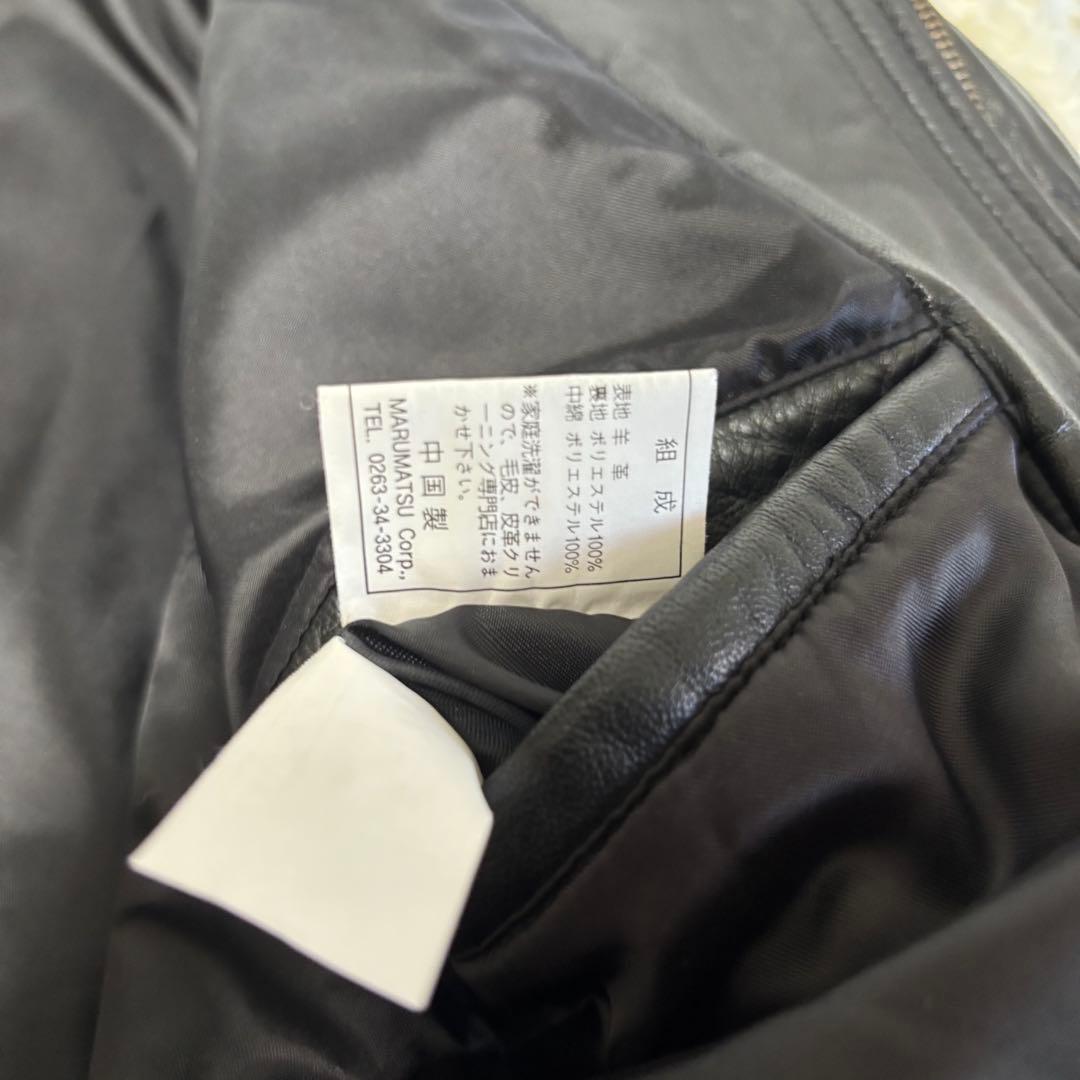 組成
表地 羊革
裏地 ポリエステル100%
中綿 ポリエステル100%
※家庭洗濯ができません
ので、毛皮、皮革クリ
ーニング専門店におま
かせ下さい。
中国製
MARUMATSU Corp.,
TEL. 0263-34-3304